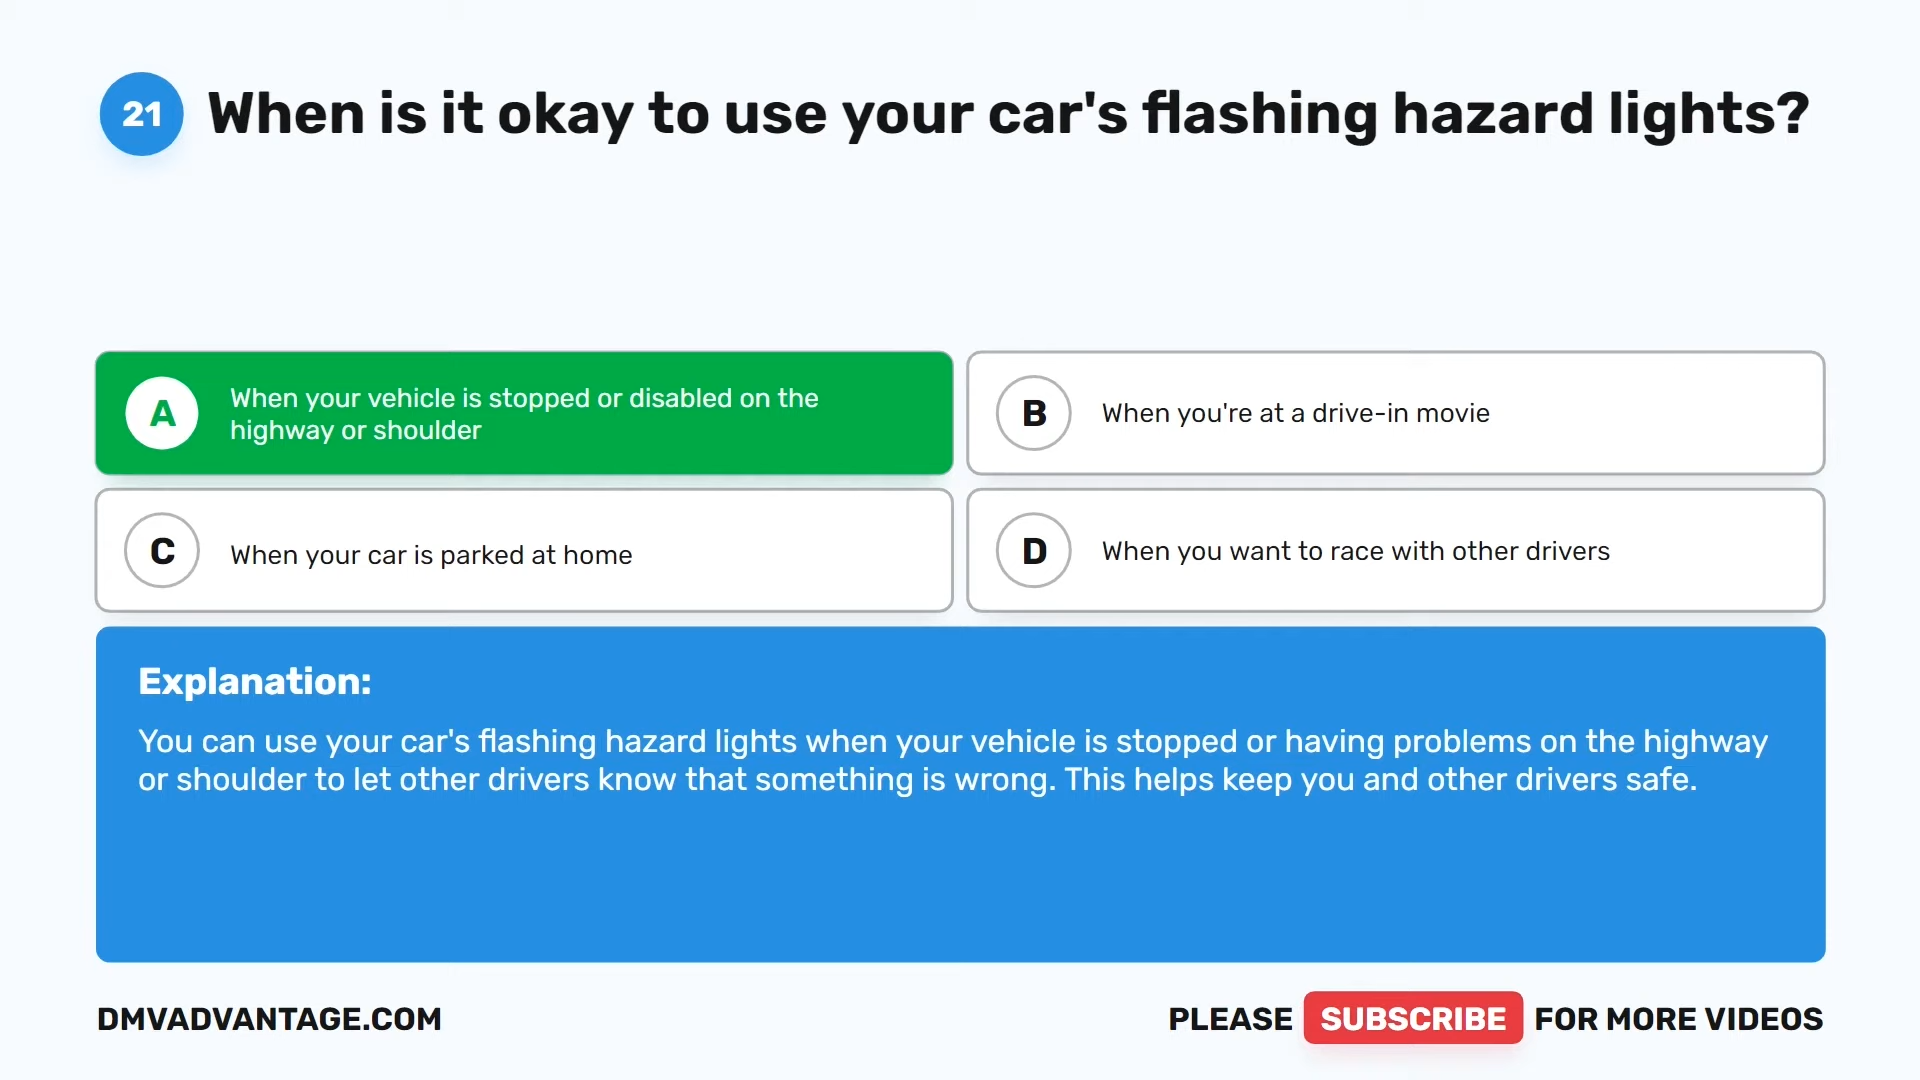 21
When is it okay to use your car's flashing hazard lights?
A
When your vehicle is stopped or disabled on the
highway or shoulder
B
When you're at a drive-in movie
C
When your car is parked at home
D
When you want to race with other drivers
Explanation:
You can use your car's flashing hazard lights when your vehicle is stopped or having problems on the highway
or shoulder to let other drivers know that something is wrong. This helps keep you and other drivers safe.
DMVADVANTAGE.COM
PLEASE SUBSCRIBE FOR MORE VIDEOS